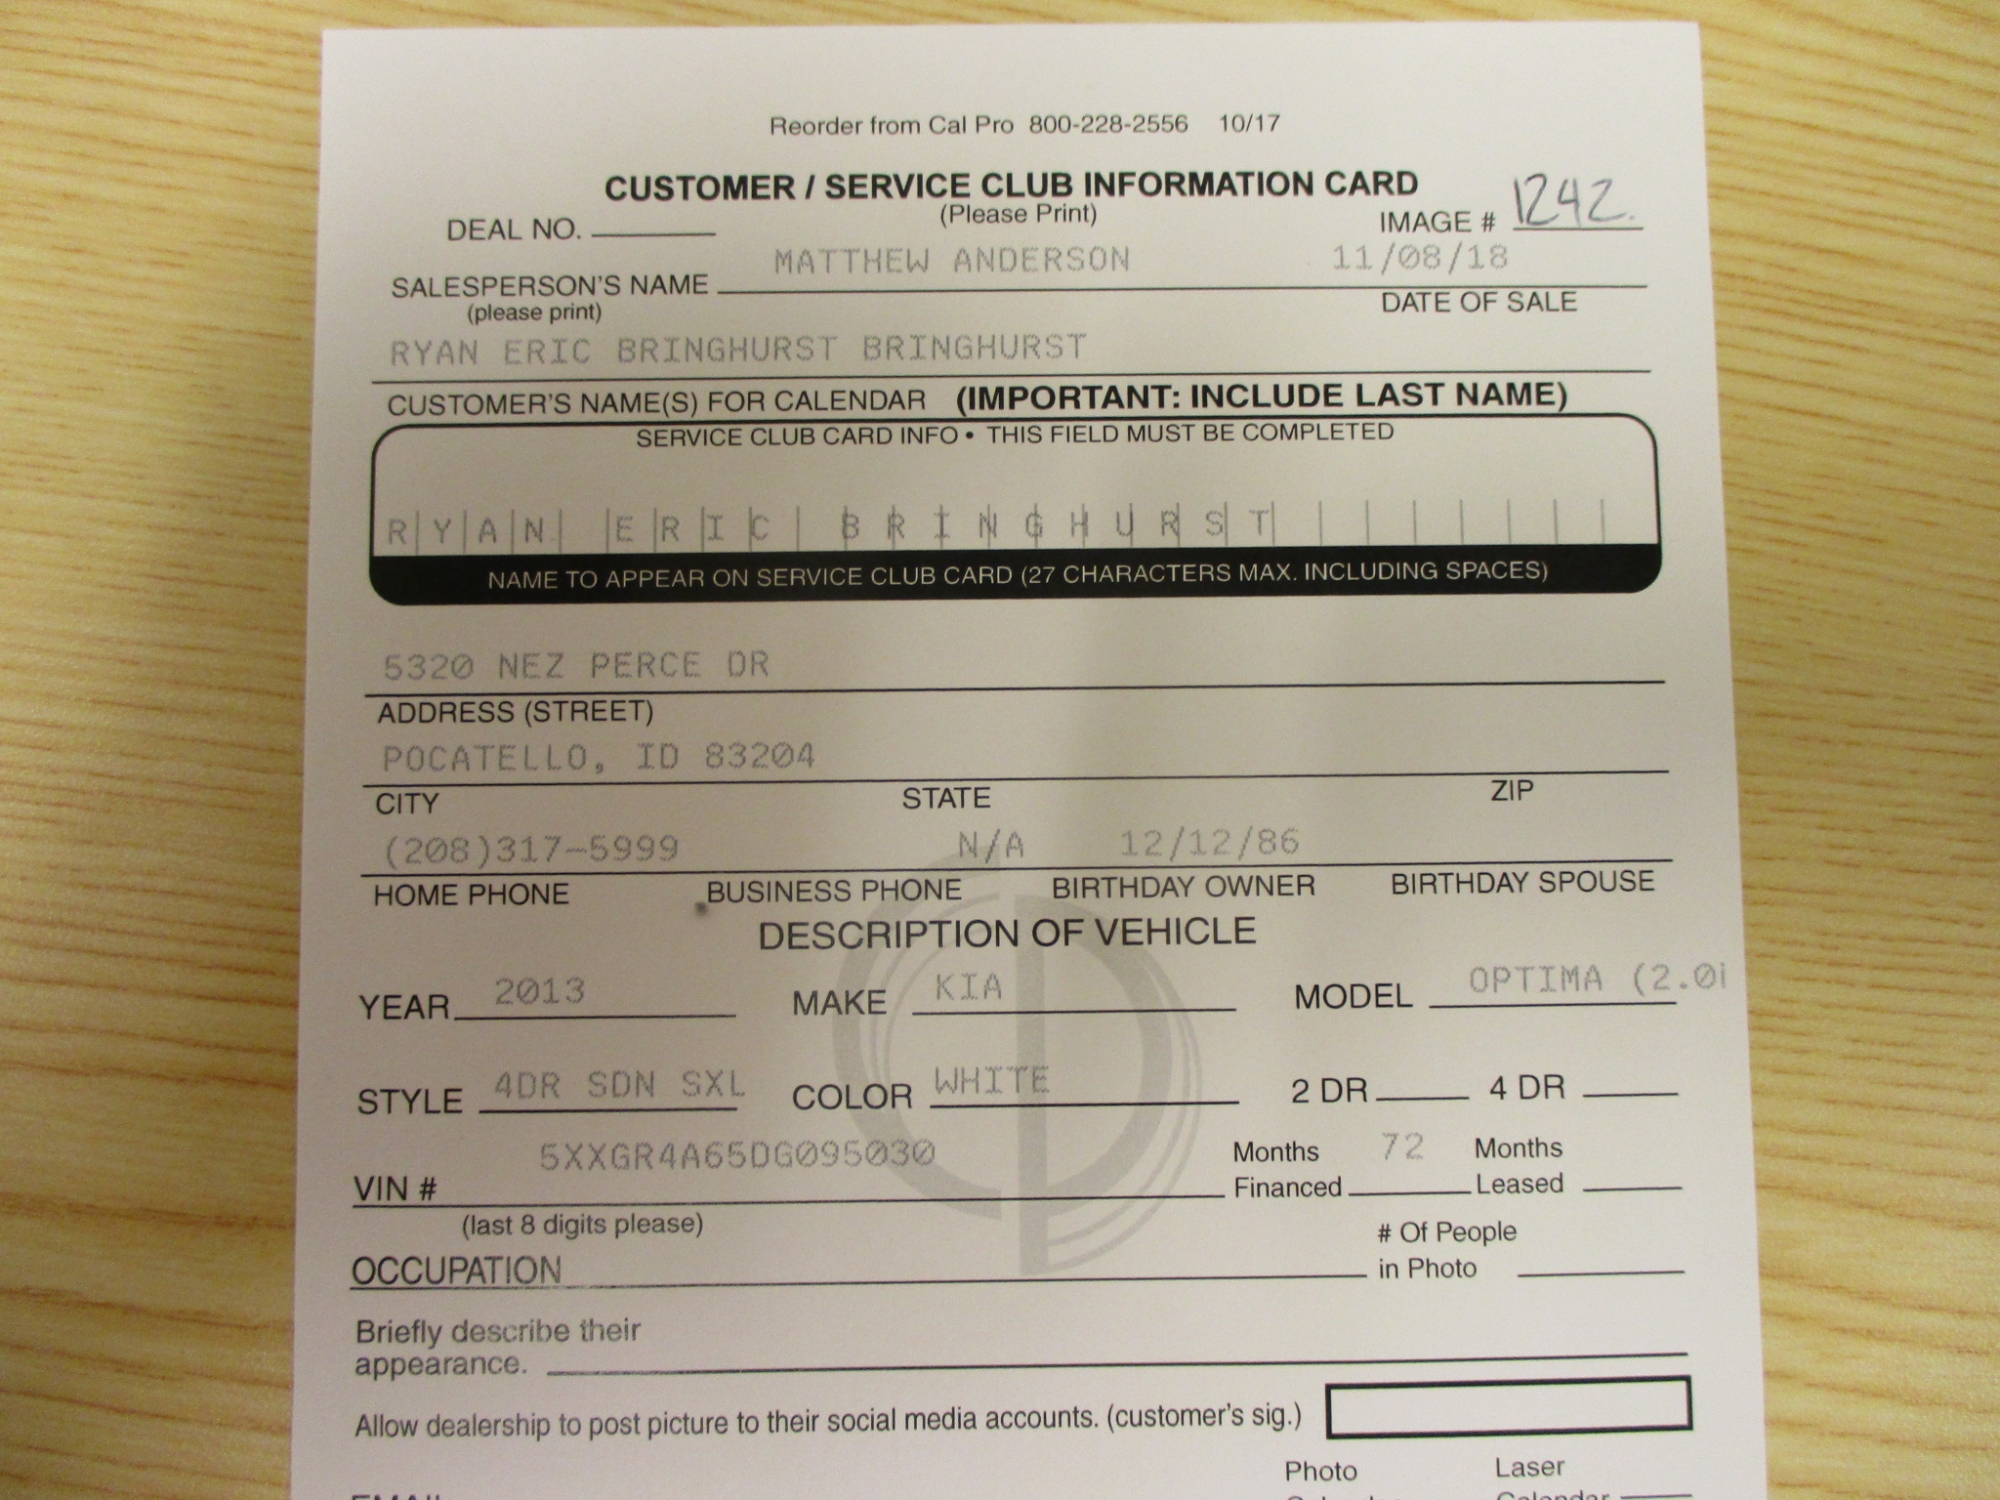 Reorder from Cal Pro 800-228-2556 10/17
CUSTOMER / SERVICE CLUB INFORMATION CARD
(Please Print)
DEAL NO. IMAGE # 1242.
MATTHEW ANDERSON 11/08/18
SALESPERSON'S NAME
(please print) DATE OF SALE
RYAN ERIC BRINGHURST BRINGHURST
CUSTOMER'S NAME(S) FOR CALENDAR (IMPORTANT: INCLUDE LAST NAME)
SERVICE CLUB CARD INFO • THIS FIELD MUST BE COMPLETED
RYAN ERIC BRINGHURST
NAME TO APPEAR ON SERVICE CLUB CARD (27 CHARACTERS MAX. INCLUDING SPACES)
5320 NEZ PERCE DR
ADDRESS (STREET)
POCATELLO, ID 83204
CITY STATE ZIP
(208)317-5999 N/A 12/12/86
HOME PHONE BUSINESS PHONE BIRTHDAY OWNER BIRTHDAY SPOUSE
DESCRIPTION OF VEHICLE
YEAR 2013 MAKE KIA MODEL OPTIMA (2.0
STYLE 4DR SDN SXL COLOR WHITE 2 DR 4 DR
5XXGR4A65DG095030 Months 72 Months
VIN # Financed Leased
(last 8 digits please) # Of People
OCCUPATION in Photo
Briefly describe their
appearance.
Allow dealership to post picture to their social media accounts. (customer's sig.)
Photo Laser